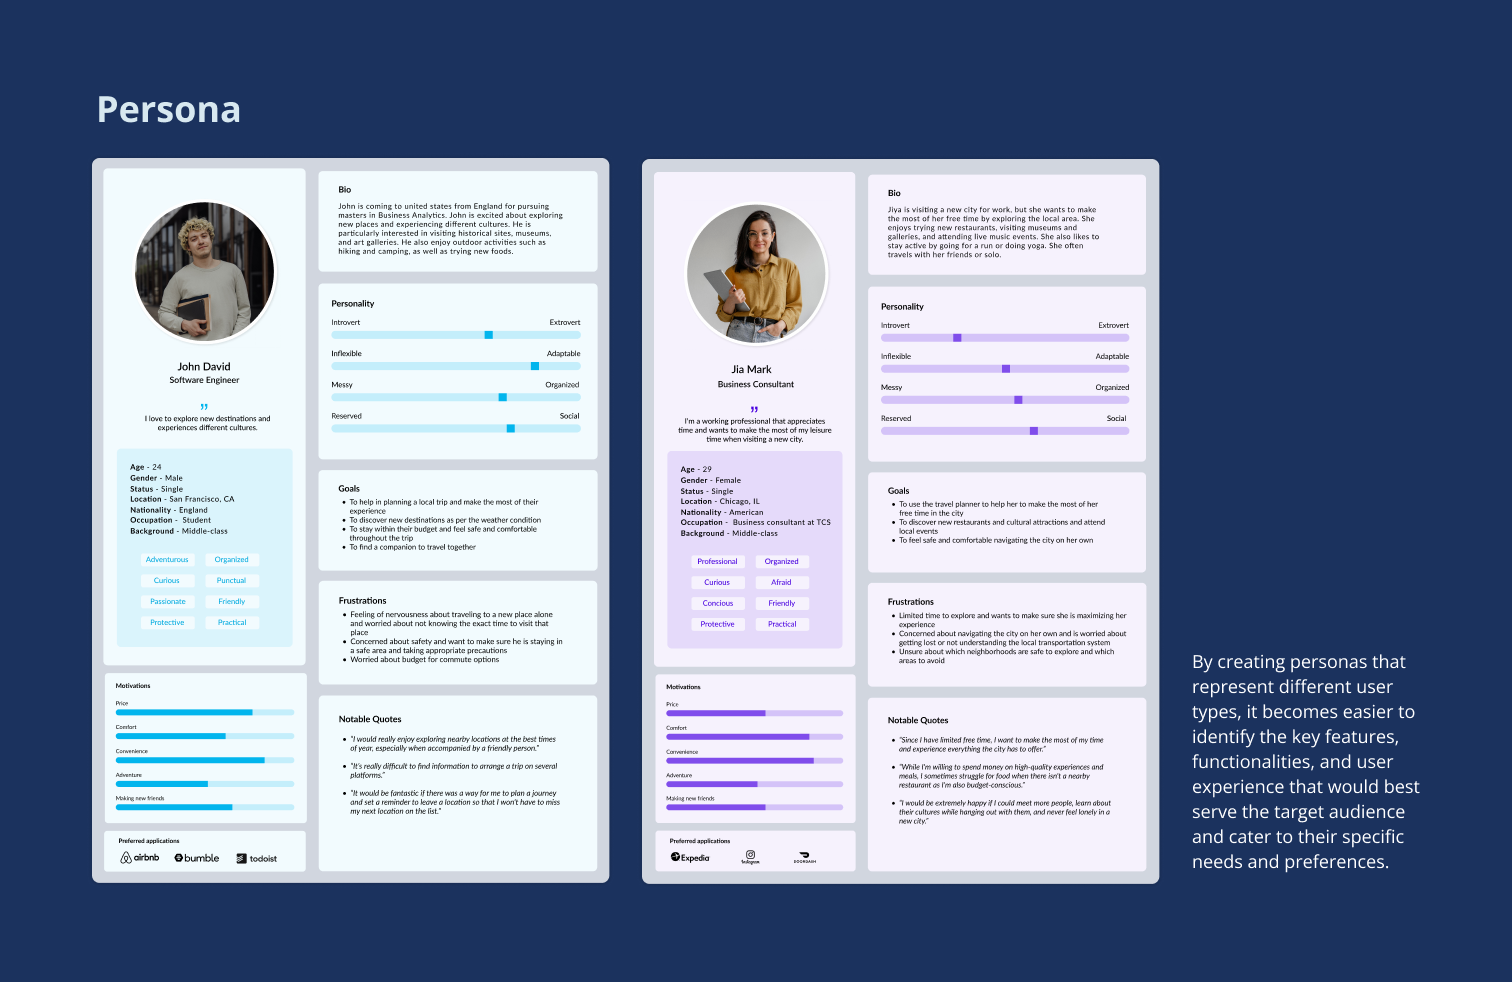 Persona
John David
Software Engineer
”
I love to explore new destinations and
experiences different cultures.
Age - 24
Gender - Male
Status - Single
Location - San Francisco, CA
Nationality - England
Occupation - Student
Background - Middle-class
Adventurous Organized
Curious Punctual
Passionate Friendly
Protective Practical
Motivations
Price
Comfort
Convenience
Adventure
Making new friends
Preferred applications
airbnb bumble todoist
Bio
John is coming to united states from England for pursuing
masters in Business Analytics. John is excited about exploring
new places and experiencing different cultures. He is
particularly interested in visiting historical sites, museums,
and art galleries. He also enjoy outdoor activities such as
hiking and camping, as well as trying new foods.
Personality
Introvert Extrovert
Inflexible Adaptable
Messy Organized
Reserved Social
Goals
• To help in planning a local trip and make the most of their
experience
• To discover new destinations as per the weather condition
• To stay within their budget and feel safe and comfortable
throughout the trip
• To find a companion to travel together
Frustrations
• Feeling of nervousness about traveling to a new place alone
and worried about not knowing the exact time to visit that
place
• Concerned about safety and want to make sure he is staying in
a safe area and taking appropriate precautions
• Worried about budget for commute options
Notable Quotes
• "I would really enjoy exploring nearby locations at the best times
of year, especially when accompanied by a friendly person."
• "It's really difficult to find information to arrange a trip on several
platforms."
• "It would be fantastic if there was a way for me to plan a journey
and set a reminder to leave a location so that I won't have to miss
my next location on the list."
Jia Mark
Business Consultant
”
I'm a working professional that appreciates
time and wants to make the most of my leisure
time when visiting a new city.
Age - 29
Gender - Female
Status - Single
Location - Chicago, IL
Nationality - American
Occupation - Business consultant at TCS
Background - Middle-class
Professional Organized
Curious Afraid
Concious Friendly
Protective Practical
Motivations
Price
Comfort
Convenience
Adventure
Making new friends
Preferred applications
Expedia Instagram DOORDASH
Bio
Jiya is visiting a new city for work, but she wants to make
the most of her free time by exploring the local area. She
enjoys trying new restaurants, visiting museums and
galleries, and attending live music events. She also likes to
stay active by going for a run or doing yoga. She often
travels with her friends or solo.
Personality
Introvert Extrovert
Inflexible Adaptable
Messy Organized
Reserved Social
Goals
• To use the travel planner to help her to make the most of her
free time in the city
• To discover new restaurants and cultural attractions and attend
local events
• To feel safe and comfortable navigating the city on her own
Frustrations
• Limited time to explore and wants to make sure she is maximizing her
experience
• Concerned about navigating the city on her own and is worried about
getting lost or not understanding the local transportation system
• Unsure about which neighborhoods are safe to explore and which
areas to avoid
Notable Quotes
• "Since I have limited free time, I want to make the most of my time
and experience everything the city has to offer."
• "While I'm willing to spend money on high-quality experiences and
meals, I sometimes struggle for food when there isn't a nearby
restaurant as I'm also budget-conscious."
• "I would be extremely happy if I could meet more people, learn about
their cultures while hanging out with them, and never feel lonely in a
new city."
By creating personas that
represent different user
types, it becomes easier to
identify the key features,
functionalities, and user
experience that would best
serve the target audience
and cater to their specific
needs and preferences.